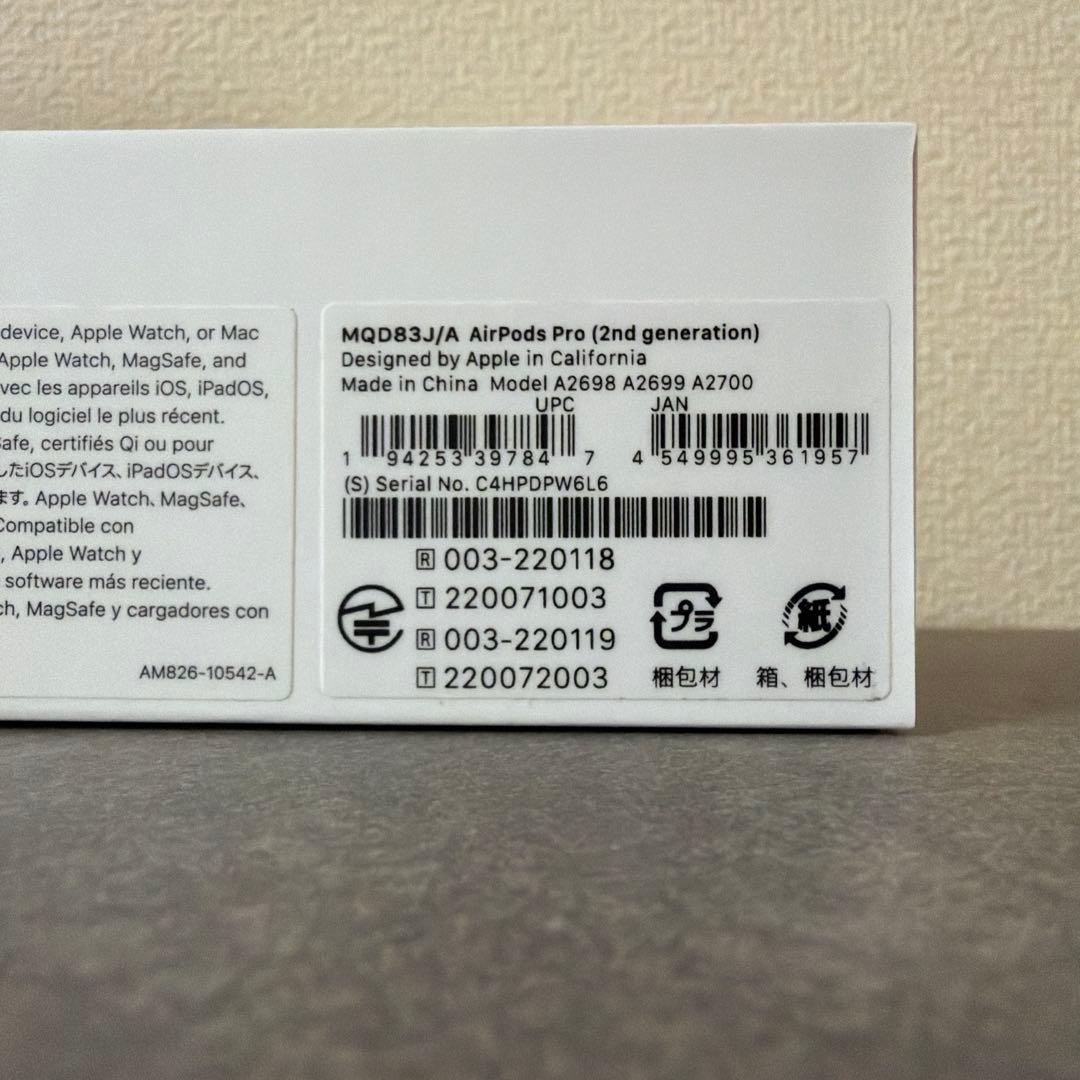 device, Apple Watch, or Mac
Apple Watch, MagSafe, and
avec les appareils iOS, iPadOS,
du logiciel le plus récent.
Safe, certifiés Qi ou pour
したiOSデバイス、iPadOSデバイス、
ます。Apple Watch、MagSafe、
Compatible con
, Apple Watch y
software más reciente.
ch, MagSafe y cargadores con
AM826-10542-A
MQD83J/A AirPods Pro (2nd generation)
Designed by Apple in California
Made in China Model A2698 A2699 A2700
UPC JAN
1 94253 39784 7 4 549995 361957
(S) Serial No. C4HPDPW6L6
R 003-220118
T 220071003
R 003-220119
T 220072003
プラ 紙
梱包材 箱、梱包材